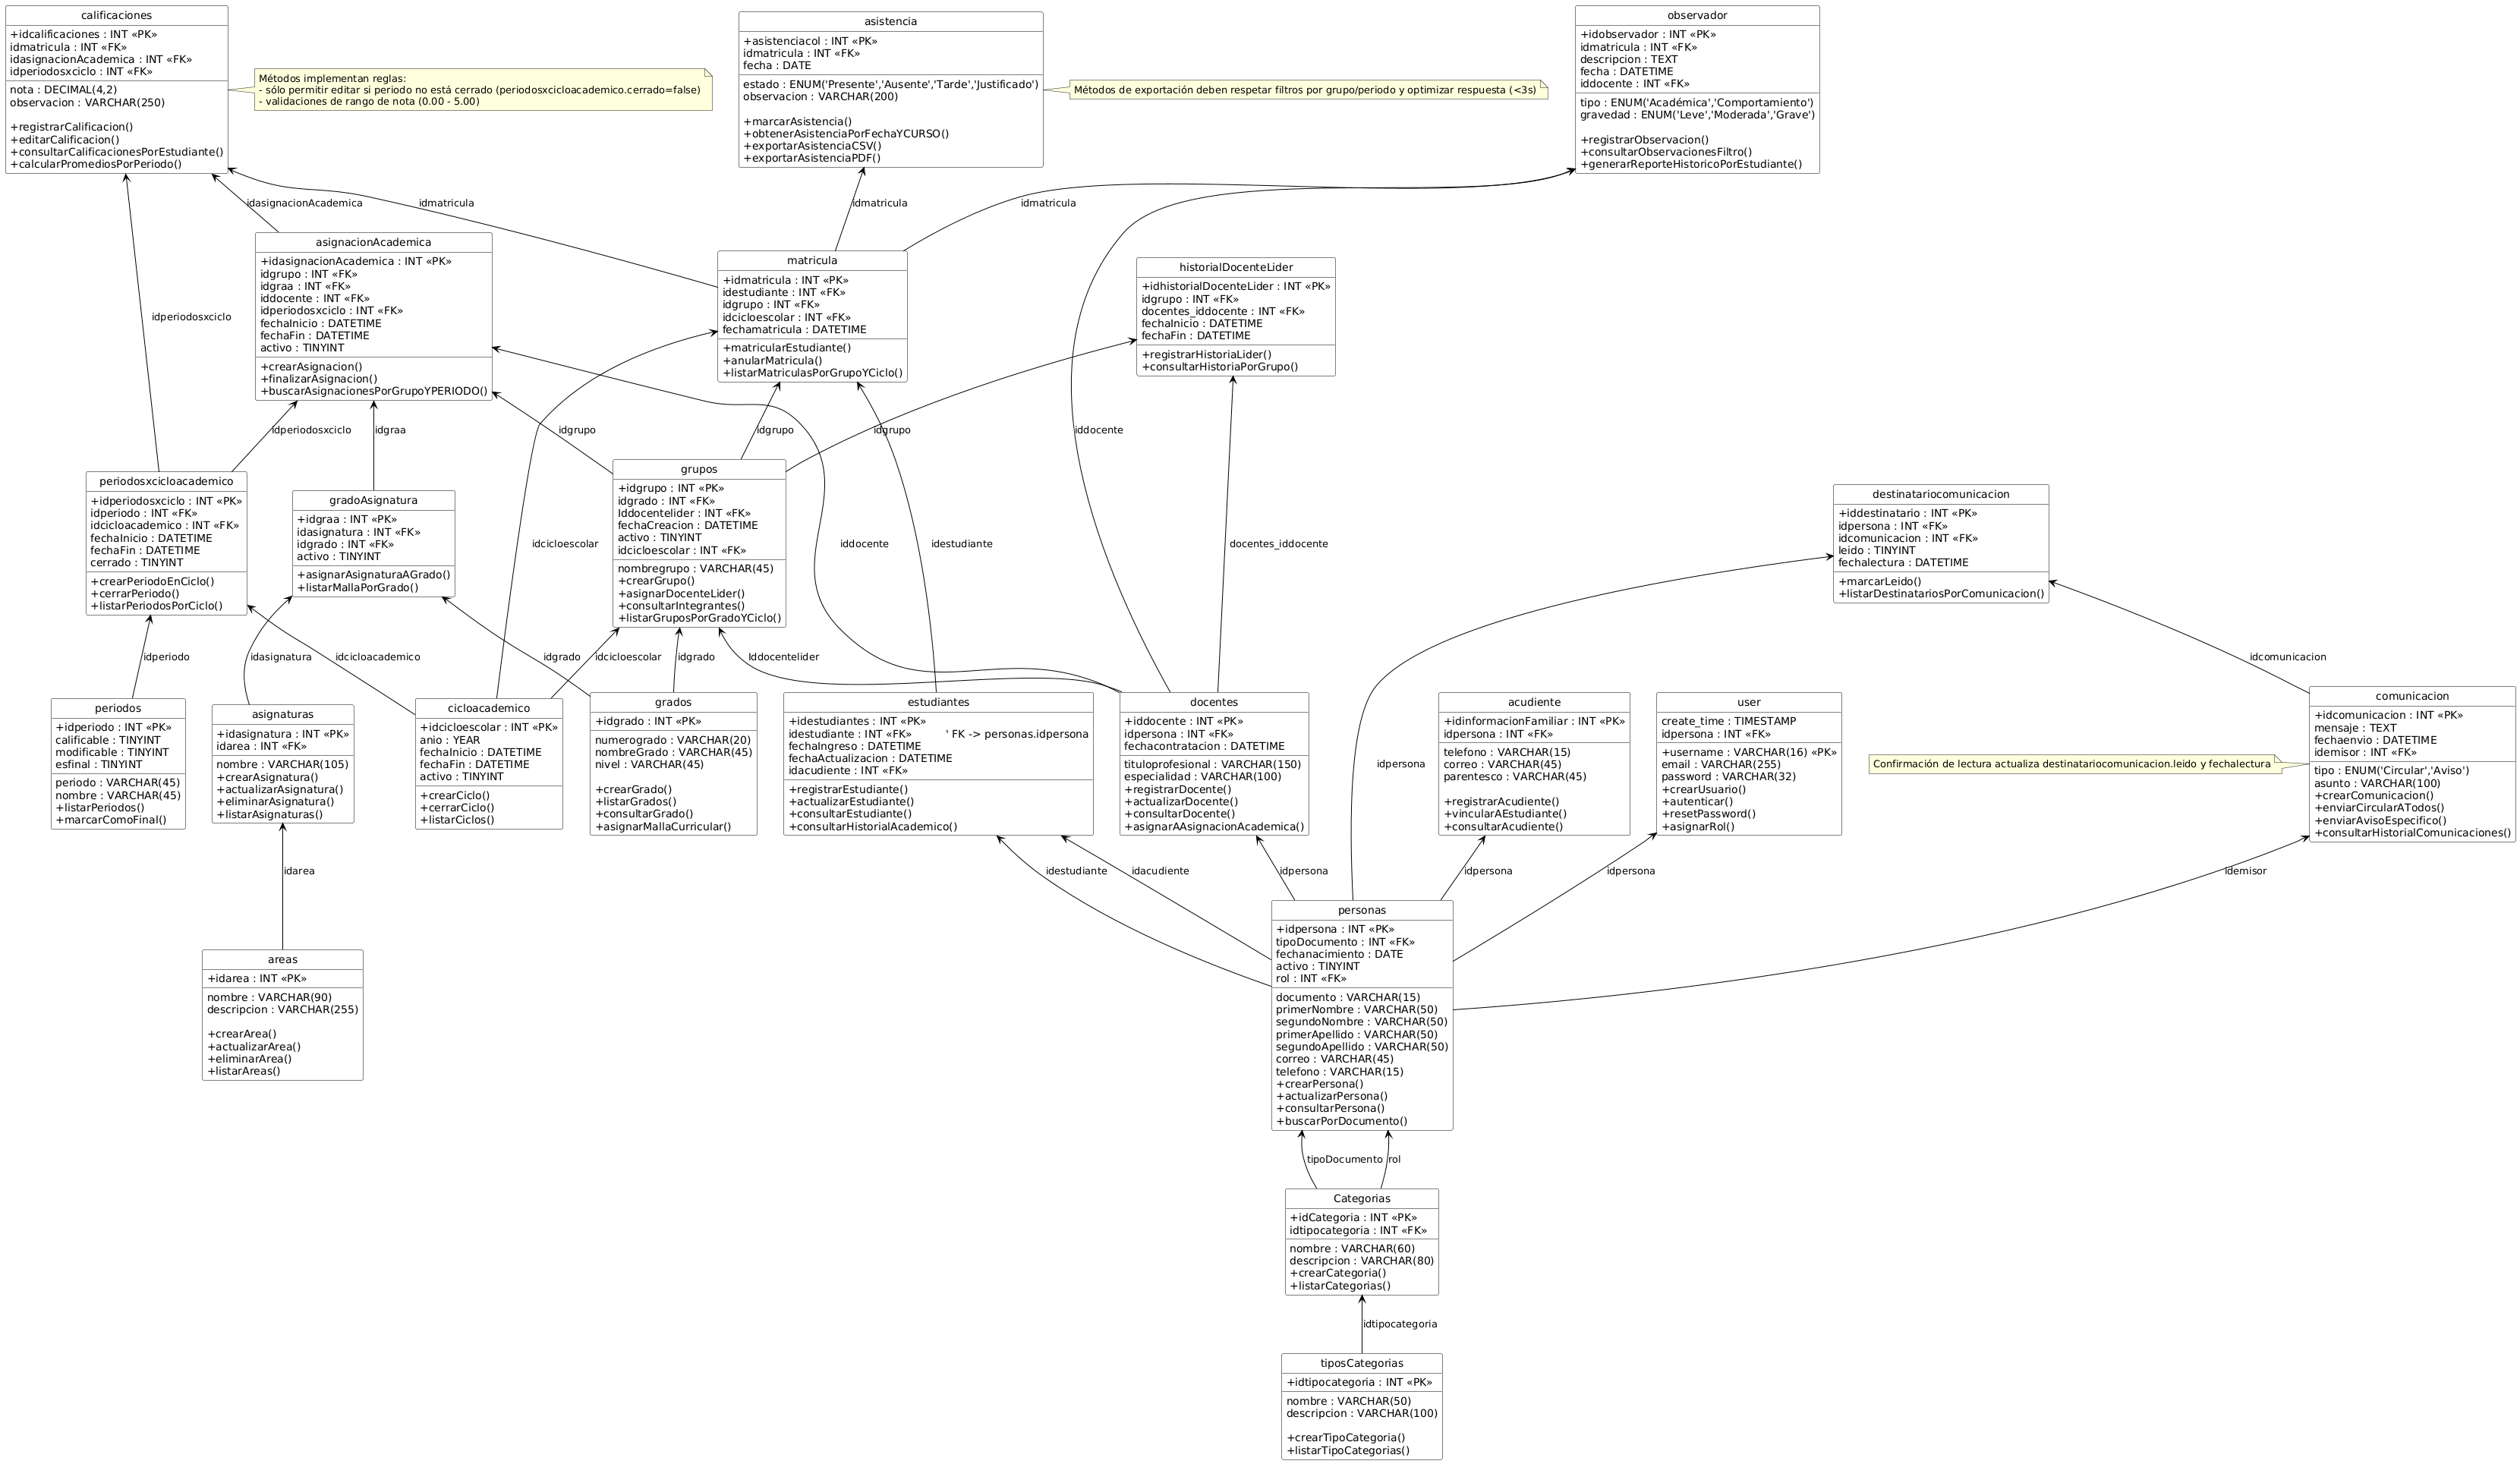 calificaciones
+idcalificaciones : INT «PK»
idmatricula : INT «FK»
idasignacionAcademica : INT «FK»
idperiodosxciclo : INT «FK»
nota : DECIMAL(4,2)
observacion : VARCHAR(250)
+registrarCalificacion()
+editarCalificacion()
+consultarCalificacionesPorEstudiante()
+calcularPromediosPorPeriodo()
Métodos implementan reglas:
- sólo permitir editar si periodo no está cerrado (periodosxcicloacademico.cerrado=false)
- validaciones de rango de nota (0.00 - 5.00)
asistencia
+asistenciacol : INT «PK»
idmatricula : INT «FK»
fecha : DATE
estado : ENUM('Presente','Ausente','Tarde','Justificado')
observacion : VARCHAR(200)
+marcarAsistencia()
+obtenerAsistenciaPorFechaYCURSO()
+exportarAsistenciaCSV()
+exportarAsistenciaPDF()
Métodos de exportación deben respetar filtros por grupo/periodo y optimizar respuesta (<3s)
observador
+idobservador : INT «PK»
idmatricula : INT «FK»
descripcion : TEXT
fecha : DATETIME
iddocente : INT «FK»
tipo : ENUM('Académica','Comportamiento')
gravedad : ENUM('Leve','Moderada','Grave')
+registrarObservacion()
+consultarObservacionesFiltro()
+generarReporteHistoricoPorEstudiante()
idasignacionAcademica
idmatricula
idmatricula
idmatricula
asignacionAcademica
+idasignacionAcademica : INT «PK»
idgrupo : INT «FK»
idgraa : INT «FK»
iddocente : INT «FK»
idperiodosxciclo : INT «FK»
fechaInicio : DATETIME
fechaFin : DATETIME
activo : TINYINT
+crearAsignacion()
+finalizarAsignacion()
+buscarAsignacionesPorGrupoYPERIODO()
matricula
+idmatricula : INT «PK»
idestudiante : INT «FK»
idgrupo : INT «FK»
idcicloescolar : INT «FK»
fechamatricula : DATETIME
+matricularEstudiante()
+anularMatricula()
+listarMatriculasPorGrupoYCiclo()
historialDocenteLider
+idhistorialDocenteLider : INT «PK»
idgrupo : INT «FK»
docentes_iddocente : INT «FK»
fechaInicio : DATETIME
fechaFin : DATETIME
+registrarHistoriaLider()
+consultarHistoriaPorGrupo()
idperiodosxciclo
idperiodosxciclo
idgraa
idgrupo
idgrupo
idgrupo
iddocente
periodosxcicloacademico
+idperiodosxciclo : INT «PK»
idperiodo : INT «FK»
idcicloacademico : INT «FK»
fechaInicio : DATETIME
fechaFin : DATETIME
cerrado : TINYINT
+crearPeriodoEnCiclo()
+cerrarPeriodo()
+listarPeriodosPorCiclo()
gradoAsignatura
+idgraa : INT «PK»
idasignatura : INT «FK»
idgrado : INT «FK»
activo : TINYINT
+asignarAsignaturaAGrado()
+listarMallaPorGrado()
grupos
+idgrupo : INT «PK»
idgrado : INT «FK»
Iddocentelider : INT «FK»
fechaCreacion : DATETIME
activo : TINYINT
idcicloescolar : INT «FK»
nombregrupo : VARCHAR(45)
+crearGrupo()
+asignarDocenteLider()
+consultarIntegrantes()
+listarGruposPorGradoYCiclo()
destinatariocomunicacion
+iddestinatario : INT «PK»
idpersona : INT «FK»
idcomunicacion : INT «FK»
leido : TINYINT
fechalectura : DATETIME
+marcarLeido()
+listarDestinatariosPorComunicacion()
idcicloescolar
iddocente
idestudiante
docentes_iddocente
idperiodo
idasignatura
idcicloacademico
idgrado
idcicloescolar
idgrado
Iddocentelider
idcomunicacion
periodos
+idperiodo : INT «PK»
calificable : TINYINT
modificable : TINYINT
esfinal : TINYINT
periodo : VARCHAR(45)
nombre : VARCHAR(45)
+listarPeriodos()
+marcarComoFinal()
asignaturas
+idasignatura : INT «PK»
idarea : INT «FK»
nombre : VARCHAR(105)
+crearAsignatura()
+actualizarAsignatura()
+eliminarAsignatura()
+listarAsignaturas()
cicloacademico
+idcicloescolar : INT «PK»
anio : YEAR
fechaInicio : DATETIME
fechaFin : DATETIME
activo : TINYINT
+crearCiclo()
+cerrarCiclo()
+listarCiclos()
grados
+idgrado : INT «PK»
numerogrado : VARCHAR(20)
nombreGrado : VARCHAR(45)
nivel : VARCHAR(45)
+crearGrado()
+listarGrados()
+consultarGrado()
+asignarMallaCurricular()
estudiantes
+idestudiantes : INT «PK»
idestudiante : INT «FK» ' FK -> personas.idpersona
fechaIngreso : DATETIME
fechaActualizacion : DATETIME
idacudiente : INT «FK»
+registrarEstudiante()
+actualizarEstudiante()
+consultarEstudiante()
+consultarHistorialAcademico()
docentes
+iddocente : INT «PK»
idpersona : INT «FK»
fechacontratacion : DATETIME
tituloprofesional : VARCHAR(150)
especialidad : VARCHAR(100)
+registrarDocente()
+actualizarDocente()
+consultarDocente()
+asignarAAsignacionAcademica()
acudiente
+idinformacionFamiliar : INT «PK»
idpersona : INT «FK»
telefono : VARCHAR(15)
correo : VARCHAR(45)
parentesco : VARCHAR(45)
+registrarAcudiente()
+vincularAEstudiante()
+consultarAcudiente()
user
create_time : TIMESTAMP
idpersona : INT «FK»
+username : VARCHAR(16) «PK»
email : VARCHAR(255)
password : VARCHAR(32)
+crearUsuario()
+autenticar()
+resetPassword()
+asignarRol()
idpersona
Confirmación de lectura actualiza destinatariocomunicacion.leido y fechalectura
comunicacion
+idcomunicacion : INT «PK»
mensaje : TEXT
fechaenvio : DATETIME
idemisor : INT «FK»
tipo : ENUM('Circular','Aviso')
asunto : VARCHAR(100)
+crearComunicacion()
+enviarCircularATodos()
+enviarAvisoEspecifico()
+consultarHistorialComunicaciones()
idarea
idestudiante
idacudiente
idpersona
idpersona
idpersona
idemisor
areas
+idarea : INT «PK»
nombre : VARCHAR(90)
descripcion : VARCHAR(255)
+crearArea()
+actualizarArea()
+eliminarArea()
+listarAreas()
personas
+idpersona : INT «PK»
tipoDocumento : INT «FK»
fechanacimiento : DATE
activo : TINYINT
rol : INT «FK»
documento : VARCHAR(15)
primerNombre : VARCHAR(50)
segundoNombre : VARCHAR(50)
primerApellido : VARCHAR(50)
segundoApellido : VARCHAR(50)
correo : VARCHAR(45)
telefono : VARCHAR(15)
+crearPersona()
+actualizarPersona()
+consultarPersona()
+buscarPorDocumento()
tipoDocumento
rol
Categorias
+idCategoria : INT «PK»
idtipocategoria : INT «FK»
nombre : VARCHAR(60)
descripcion : VARCHAR(80)
+crearCategoria()
+listarCategorias()
idtipocategoria
tiposCategorias
+idtipocategoria : INT «PK»
nombre : VARCHAR(50)
descripcion : VARCHAR(100)
+crearTipoCategoria()
+listarTipoCategorias()